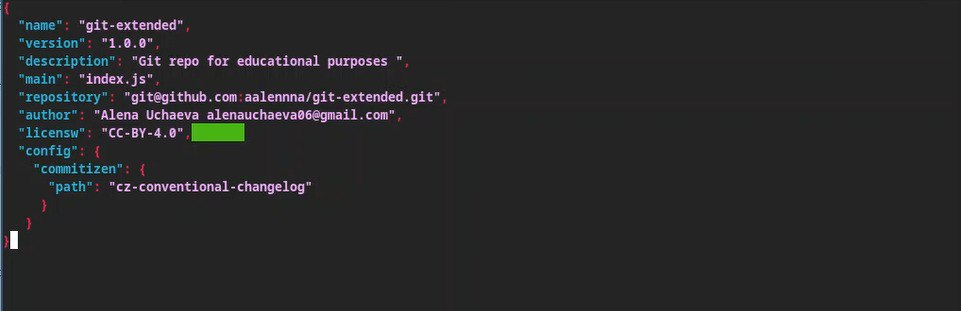 {
  "name": "git-extended",
  "version": "1.0.0",
  "description": "Git repo for educational purposes ",
  "main": "index.js",
  "repository": "git@github.com:aalennna/git-extended.git",
  "author": "Alena Uchaeva alenauchaeva06@gmail.com",
  "licensw": "CC-BY-4.0",
  "config": {
    "commitizen": {
      "path": "cz-conventional-changelog"
     }
   }
}